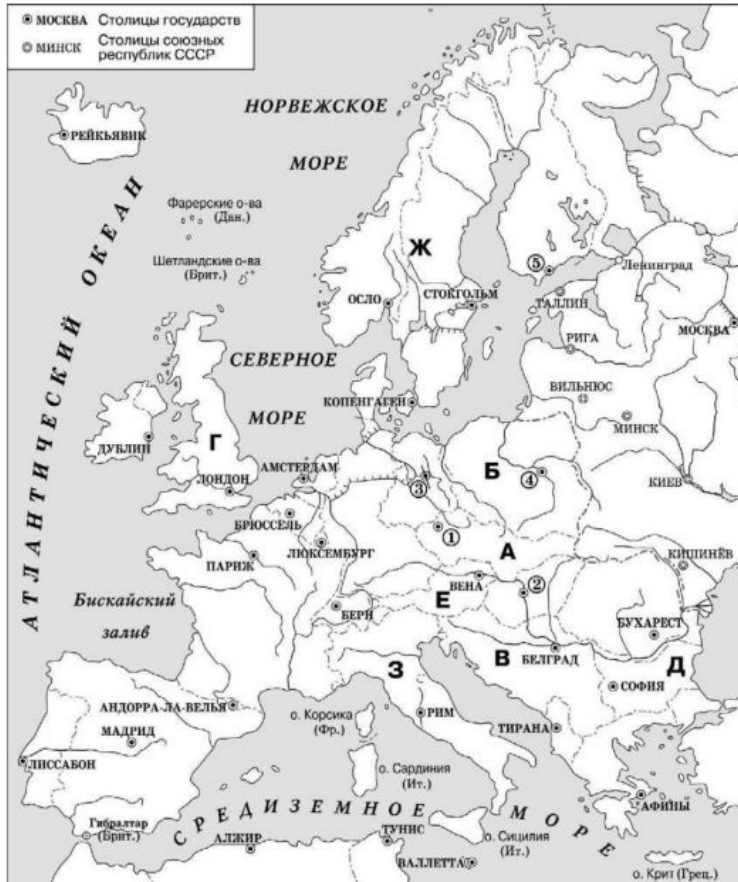 МОСКВА Столицы государств
МИНСК Столицы союзных
республик СССР
НОРВЕЖСКОЕ
МОРЕ
РЕЙКЬЯВИК
Фарерские о-ва
(Дан.)
Шетландские о-ва
(Брит.)
АТЛАНТИЧЕСКИЙ ОКЕАН
Ж
ОСЛО
СТОКГОЛЬМ
5
Ленинград
ТАЛЛИН
РИГА
МОСКВА
СЕВЕРНОЕ
МОРЕ
КОПЕНГАГЕН
ВИЛЬНЮС
МИНСК
ДУБЛИН
Г
ЛОНДОН
АМСТЕРДАМ
3
Б
4
КИЕВ
БРЮССЕЛЬ
1
ЛЮКСЕМБУРГ
А
ПАРИЖ
КИШИНЁВ
ВЕНА
2
Бискайский
залив
БЕРН
Е
БУХАРЕСТ
В
БЕЛГРАД
Д
З
СОФИЯ
АНДОРРА-ЛА-ВЕЛЬЯ
о. Корсика
(Фр.)
РИМ
ТИРАНА
МАДРИД
ЛИССАБОН
о. Сардиния
(Ит.)
СРЕДИЗЕМНОЕ МОРЕ
АФИНЫ
Гибралтар
(Брит.)
АЛЖИР
ТУНИС
о. Сицилия
(Ит.)
ВАЛЛЕТТА
о. Крит (Грец.)